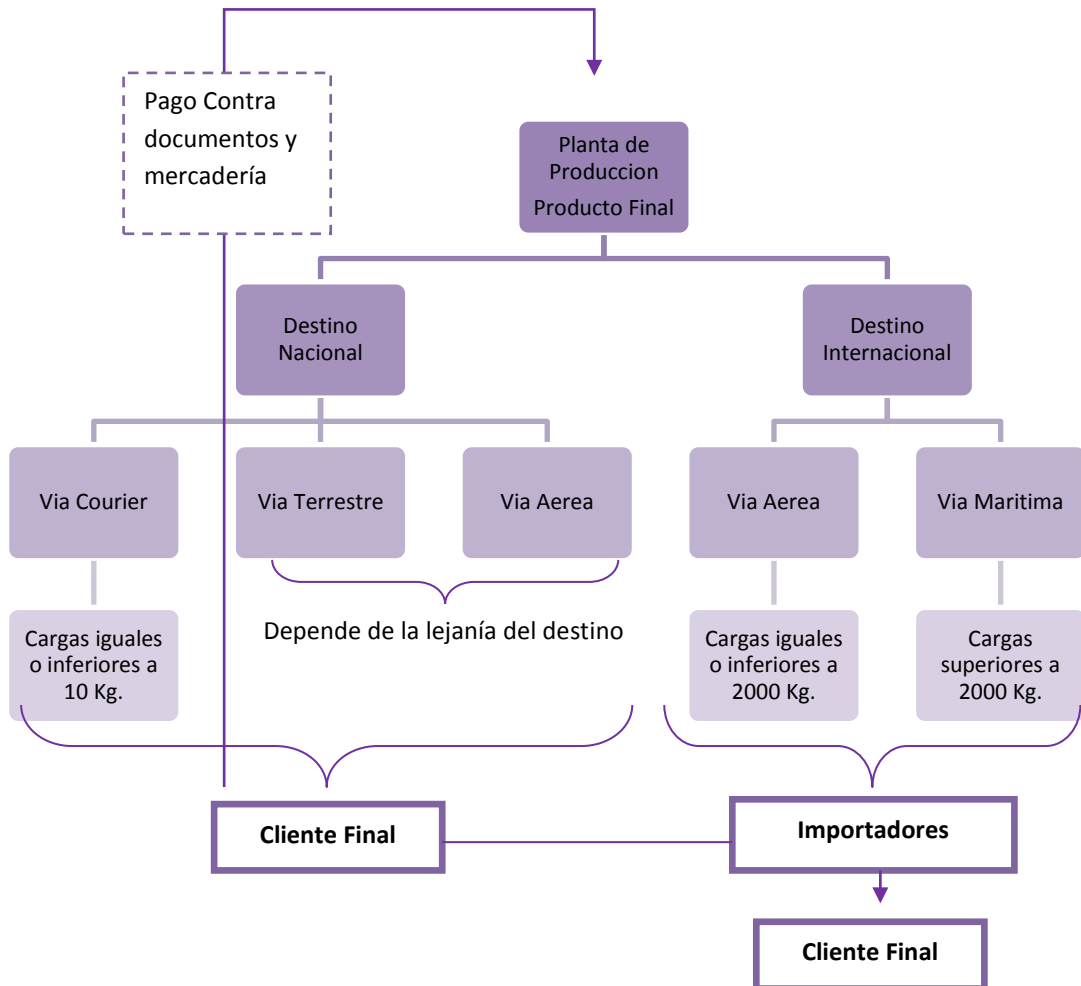 Pago Contra
documentos y
mercadería
Planta de
Produccion
Producto Final
Destino
Nacional
Destino
Internacional
Via Courier
Via Terrestre
Via Aerea
Via Aerea
Via Maritima
Cargas iguales
o inferiores a
10 Kg.
Depende de la lejanía del destino
Cargas iguales
o inferiores a
2000 Kg.
Cargas
superiores a
2000 Kg.
Cliente Final
Importadores
Cliente Final